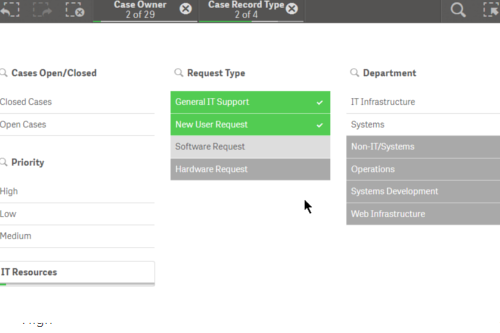 Case Owner
2 of 29
Case Record Type
2 of 4
Cases Open/Closed
Closed Cases
Open Cases
Priority
High
Low
Medium
IT Resources
Request Type
General IT Support
New User Request
Software Request
Hardware Request
Department
IT Infrastructure
Systems
Non-IT/Systems
Operations
Systems Development
Web Infrastructure